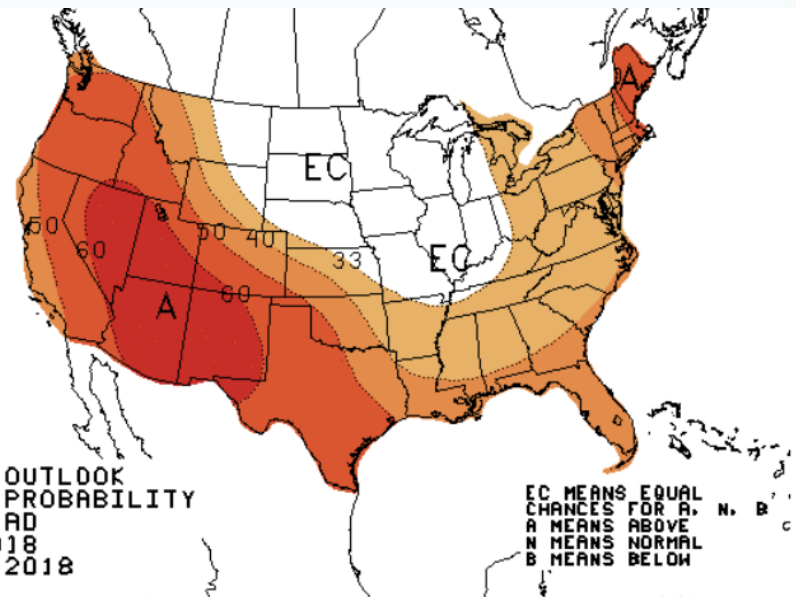 A
EC
50
60
50
40
33
EC
60
A
OUTLOOK
PROBABILITY
AD
018
2018
EC MEANS EQUAL
CHANCES FOR A, N, B
A MEANS ABOVE
N MEANS NORMAL
B MEANS BELOW
C